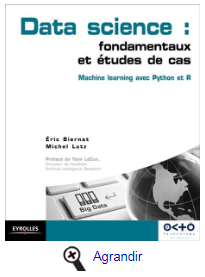 Data science :
fondamentaux
et études de cas
Machine learning avec Python et R
Éric Biernat
Michel Lutz
Préface de Yann LeCun,
Big Data
EYROLLES
OCTO
Technology
Agrandir